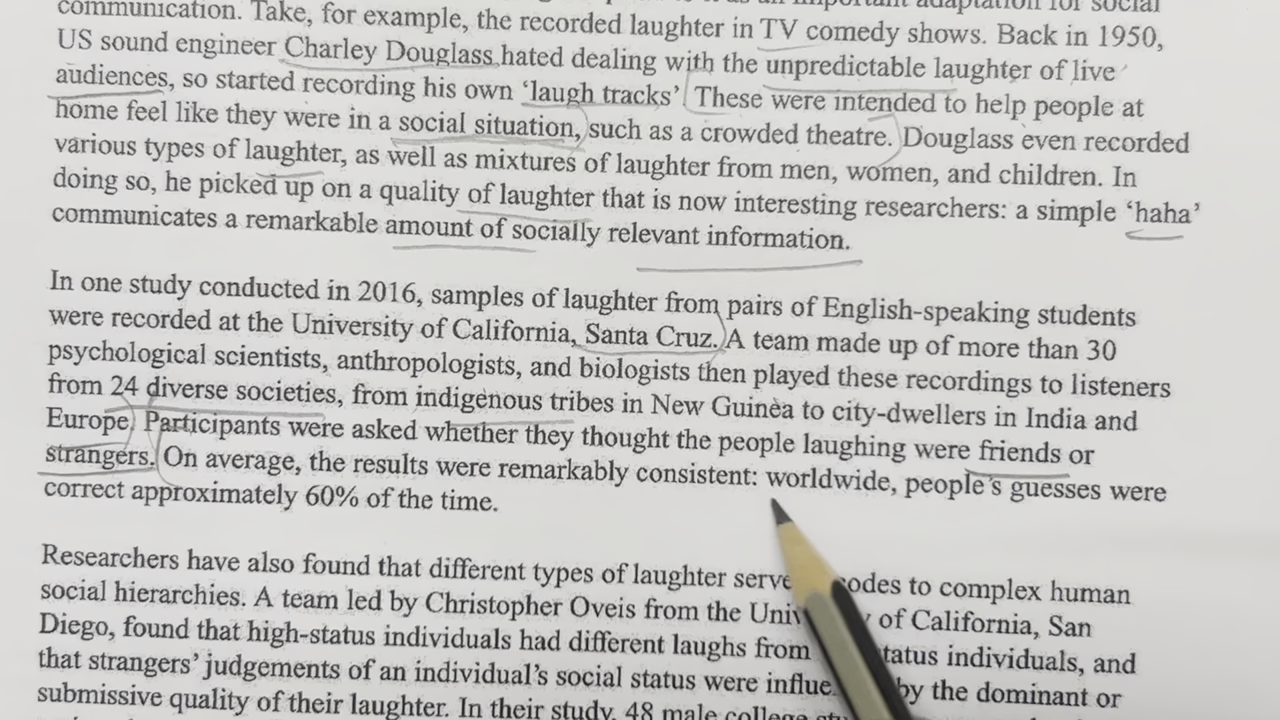 communication. Take, for example, the recorded laughter in TV comedy shows. Back in 1950,
US sound engineer Charley Douglass hated dealing with the unpredictable laughter of live
audiences, so started recording his own ‘laugh tracks’ These were intended to help people at
home feel like they were in a social situation, such as a crowded theatre. Douglass even recorded
various types of laughter, as well as mixtures of laughter from men, women, and children. In
doing so, he picked up on a quality of laughter that is now interesting researchers: a simple ‘haha’
communicates a remarkable amount of socially relevant information.
In one study conducted in 2016, samples of laughter from pairs of English-speaking students
were recorded at the University of California, Santa Cruz. A team made up of more than 30
psychological scientists, anthropologists, and biologists then played these recordings to listeners
from 24 diverse societies, from indigenous tribes in New Guinea to city-dwellers in India and
Europe. Participants were asked whether they thought the people laughing were friends or
strangers. On average, the results were remarkably consistent: worldwide, people’s guesses were
correct approximately 60% of the time.
Researchers have also found that different types of laughter serve to complex human
social hierarchies. A team led by Christopher Oveis from the of California, San
Diego, found that high-status individuals had different laughs from individuals, and
that strangers’ judgements of an individual’s social status were by the dominant or
submissive quality of their laughter. In their study, 48 male college